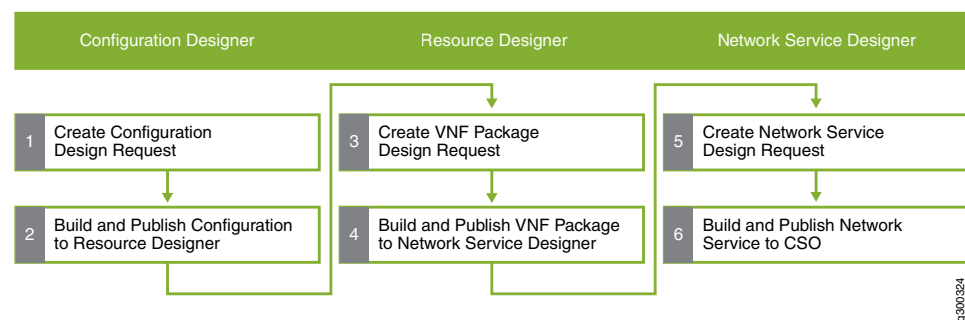 Configuration Designer
Resource Designer
Network Service Designer
1
Create Configuration
Design Request
2
Build and Publish Configuration
to Resource Designer
3
Create VNF Package
Design Request
4
Build and Publish VNF Package
to Network Service Designer
5
Create Network Service
Design Request
6
Build and Publish Network
Service to CSO
g300324